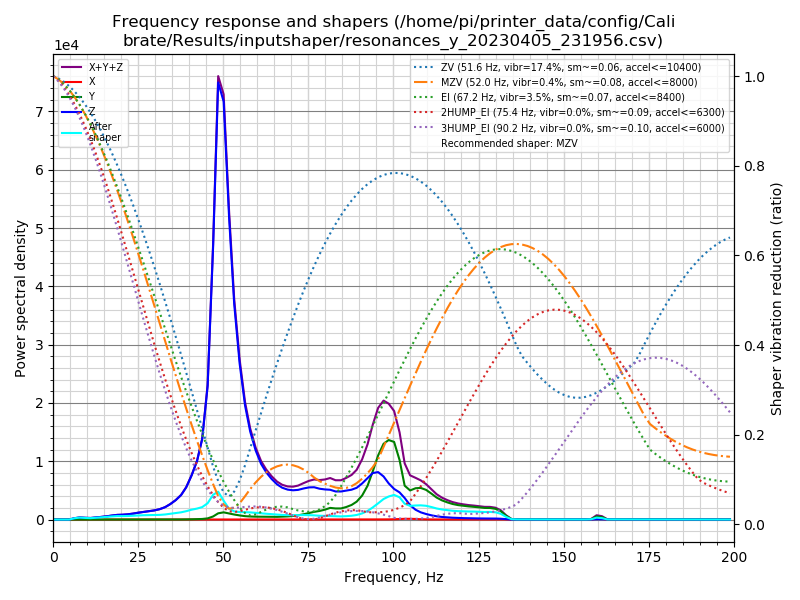 Frequency response and shapers (/home/pi/printer_data/config/Cali
brate/Results/inputshaper/resonances_y_20230405_231956.csv)
1e4
X+Y+Z
X
Y
Z
After
shaper
ZV (51.6 Hz, vibr=17.4%, sm~=0.06, accel<=10400)
MZV (52.0 Hz, vibr=0.4%, sm~=0.08, accel<=8000)
EI (67.2 Hz, vibr=3.5%, sm~=0.07, accel<=8400)
2HUMP_EI (75.4 Hz, vibr=0.0%, sm~=0.09, accel<=6300)
3HUMP_EI (90.2 Hz, vibr=0.0%, sm~=0.10, accel<=6000)
Recommended shaper: MZV
Power spectral density
7
6
5
4
3
2
1
0
1.0
0.8
0.6
0.4
0.2
0.0
Shaper vibration reduction (ratio)
0 25 50 75 100 125 150 175 200
Frequency, Hz